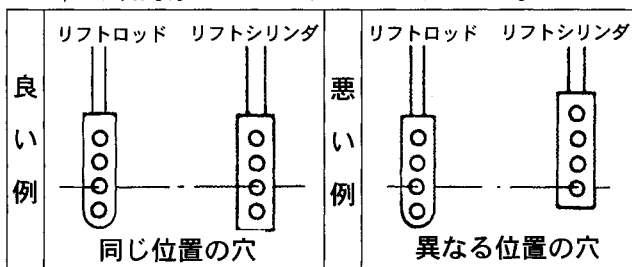 良い例
リフトロッド リフトシリンダ
同じ位置の穴
悪い例
リフトロッド リフトシリンダ
異なる位置の穴